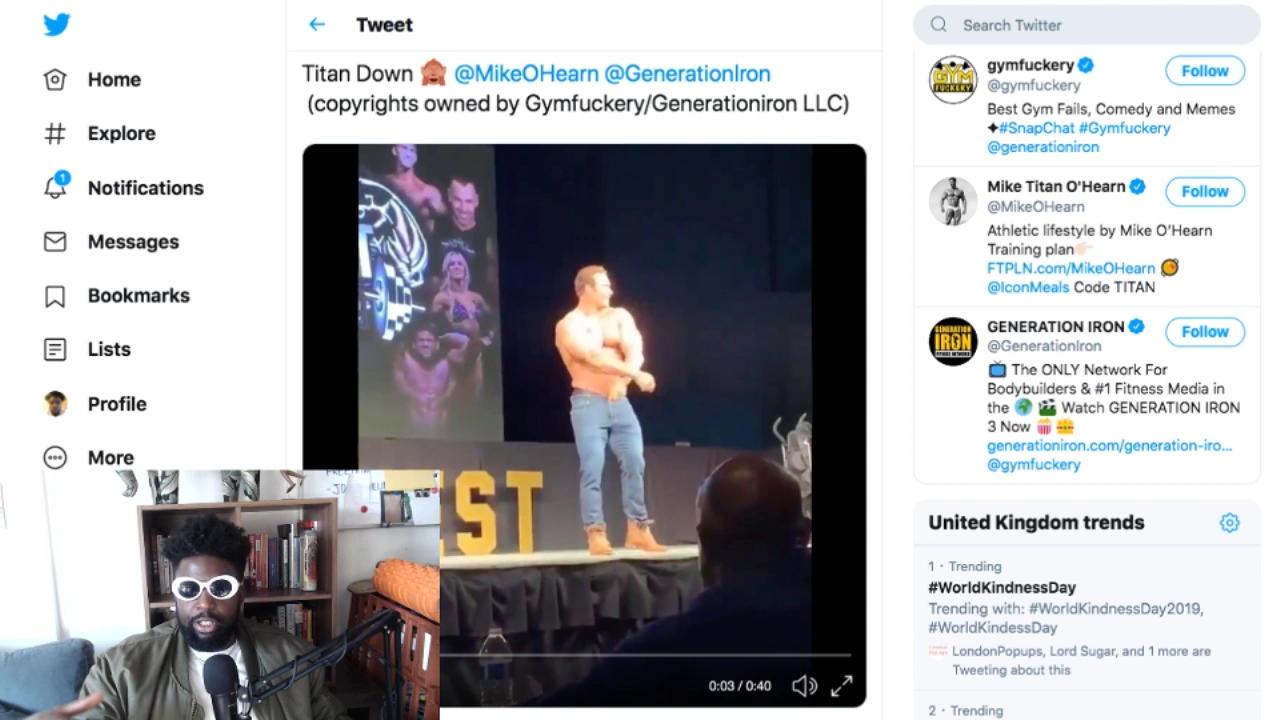 Home
Explore
1
Notifications
Messages
Bookmarks
Lists
Profile
More
Tweet
Titan Down 🙈 @MikeOHearn @GenerationIron
(copyrights owned by Gymfuckery/Generationiron LLC)
ST
0:03 / 0:40
Search Twitter
gymfuckery
@gymfuckery
Follow
Best Gym Fails, Comedy and Memes
✦#SnapChat #Gymfuckery
@generationiron
Mike Titan O'Hearn
@MikeOHearn
Follow
Athletic lifestyle by Mike O'Hearn
Training plan👉🏻
FTPLN.com/MikeOHearn 🥘
@IconMeals Code TITAN
GENERATION IRON
@GenerationIron
Follow
📺 The ONLY Network For
Bodybuilders & #1 Fitness Media in
the 🌍 🎬 Watch GENERATION IRON
3 Now 🍿 🍔
generationiron.com/generation-iro...
@gymfuckery
United Kingdom trends
1 · Trending
#WorldKindnessDay
Trending with: #WorldKindnessDay2019,
#WorldKindessDay
LondonPopups, Lord Sugar, and 1 more are
Tweeting about this
2 · Trending